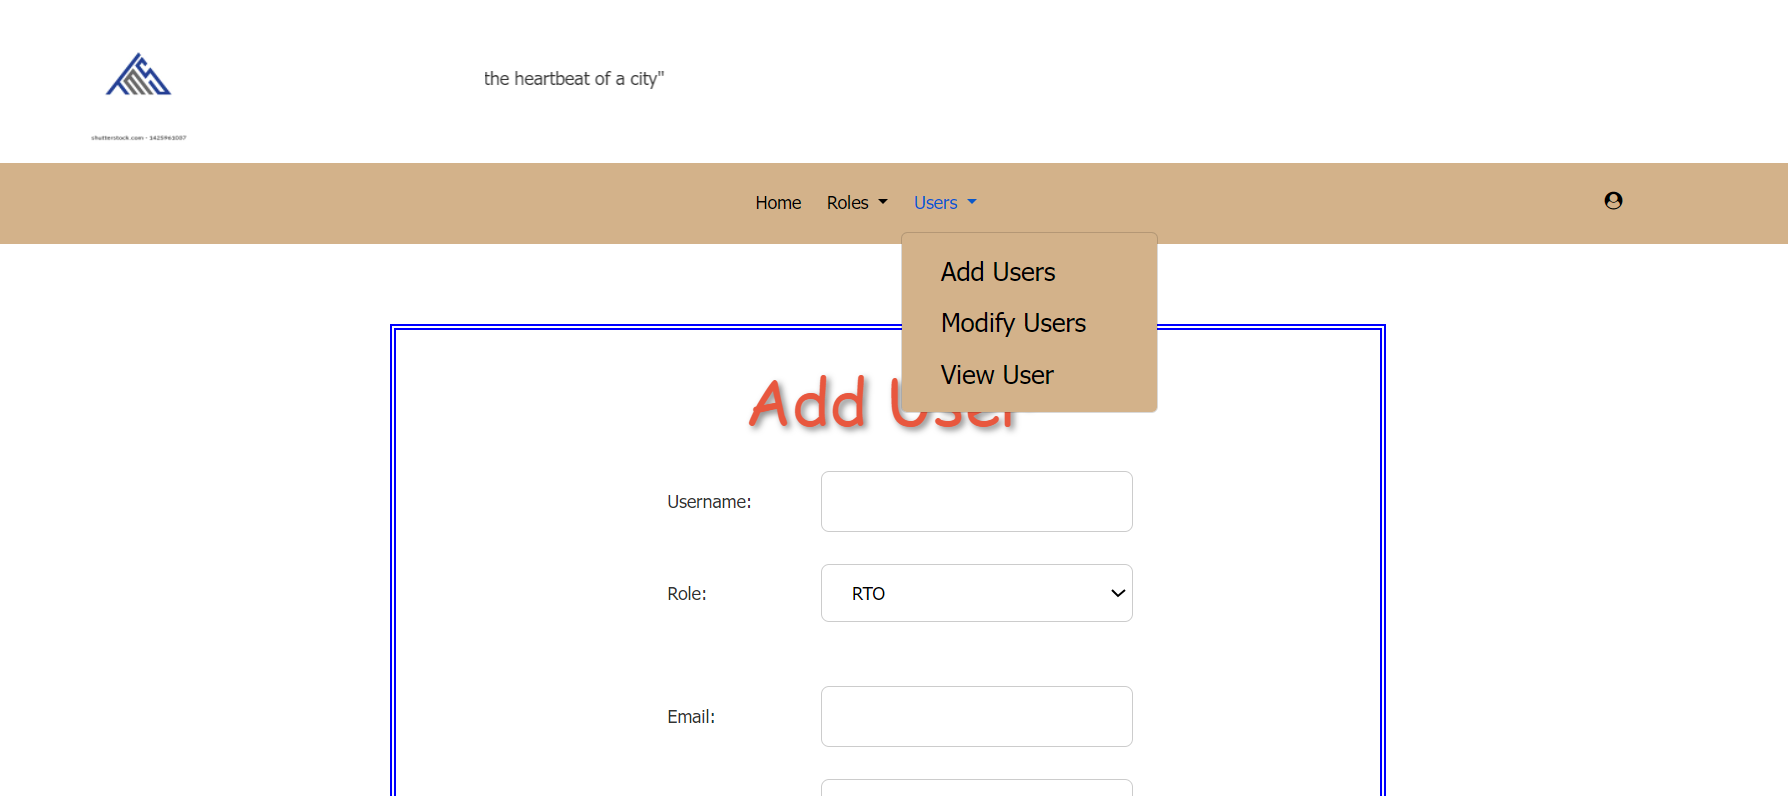 the heartbeat of a city"
shutterstock.com - 1425961037
Home Roles Users
Add Users
Modify Users
View User
Add User
Username:
Role: RTO
Email: